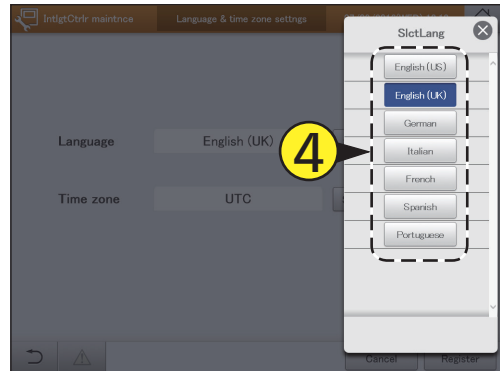 IntlgtCtrlr maintnce
Language & time zone settngs
SlctLang
English (US)
English (UK)
German
Italian
French
Spanish
Portuguese
Language
English (UK)
4
Time zone
UTC
Cancel
Register